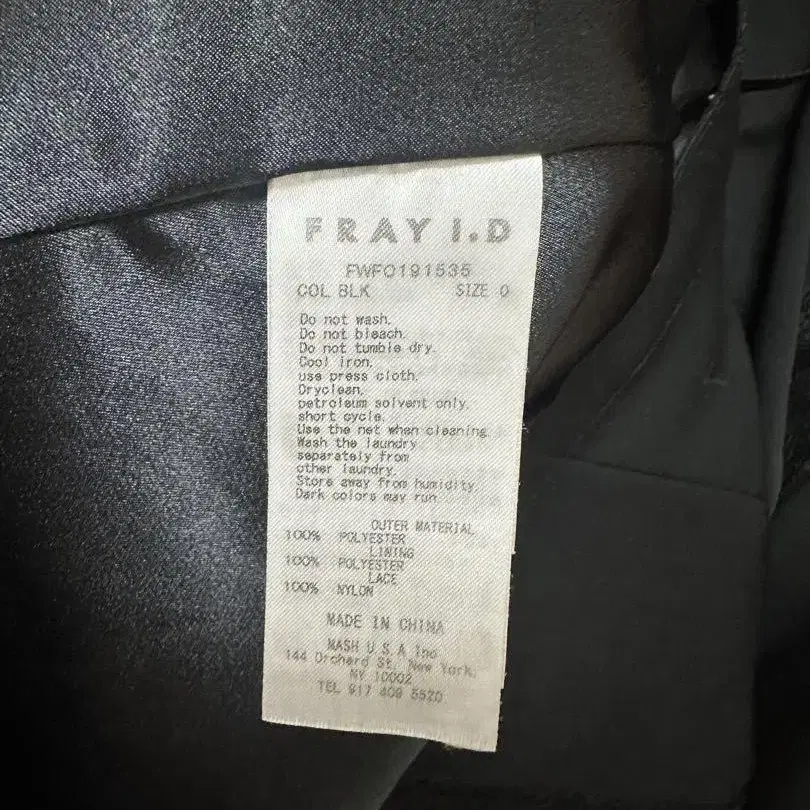 FRAY I.D
FWFO191535
COL BLK SIZE 0
Do not wash.
Do not bleach.
Do not tumble dry.
Cool iron.
use press cloth.
Dryclean.
petroleum solvent only.
short cycle.
Use the net when cleaning.
Wash the laundry
separately from
other laundry.
Store away from humidity.
Dark colors may run
OUTER MATERIAL
100% POLYESTER
LINING
100% POLYESTER
LACE
100% NYLON
MADE IN CHINA
MASH U.S.A Inc
144 Orchard St. New York.
NY 10002
TEL 917 409 5520